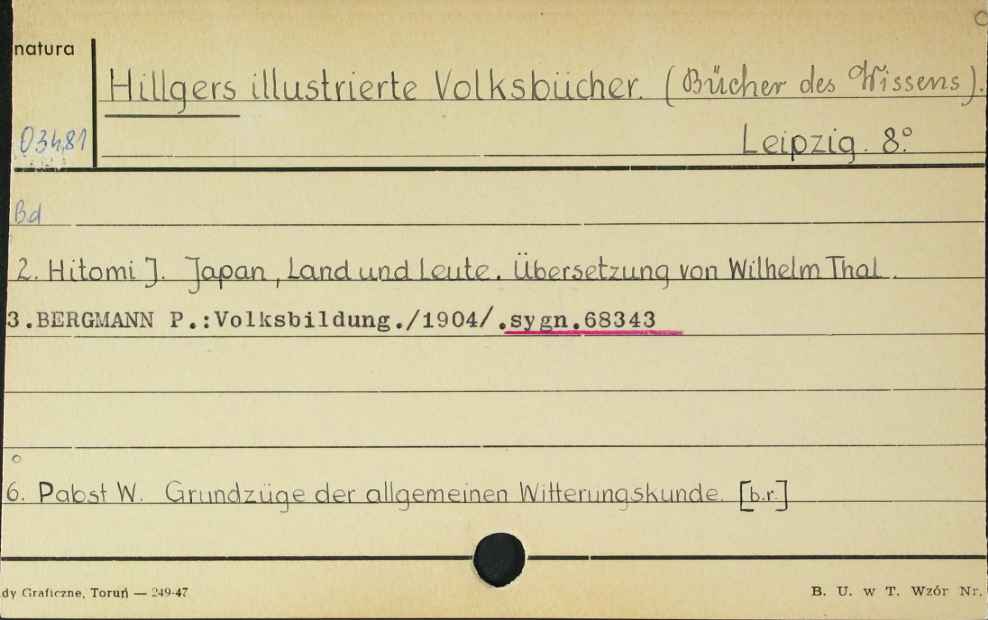 natura
Hillgers illustrierte Volksbücher. (Bücher des Wissens).
03481
Leipzig. 8°.
Bd
2. Hitomi J. Japan, Land und Leute. Übersetzung von Wilhelm Thal.
3.BERGMANN P.:Volksbildung./1904/.sygn.68343
6. Pabst W. Grundzüge der allgemeinen Witterungskunde. [b.r.]
dy Graficzne, Toruń — 249-47
B. U. w T. Wzór Nr.